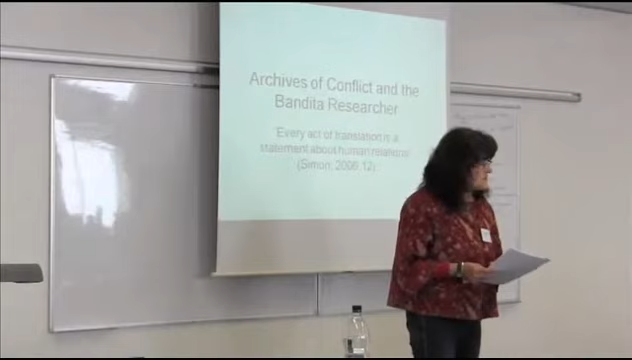 Archives of Conflict and the
Bandita Researcher
'Every act of translation is a
statement about human relations'
(Simon, 2006:12).